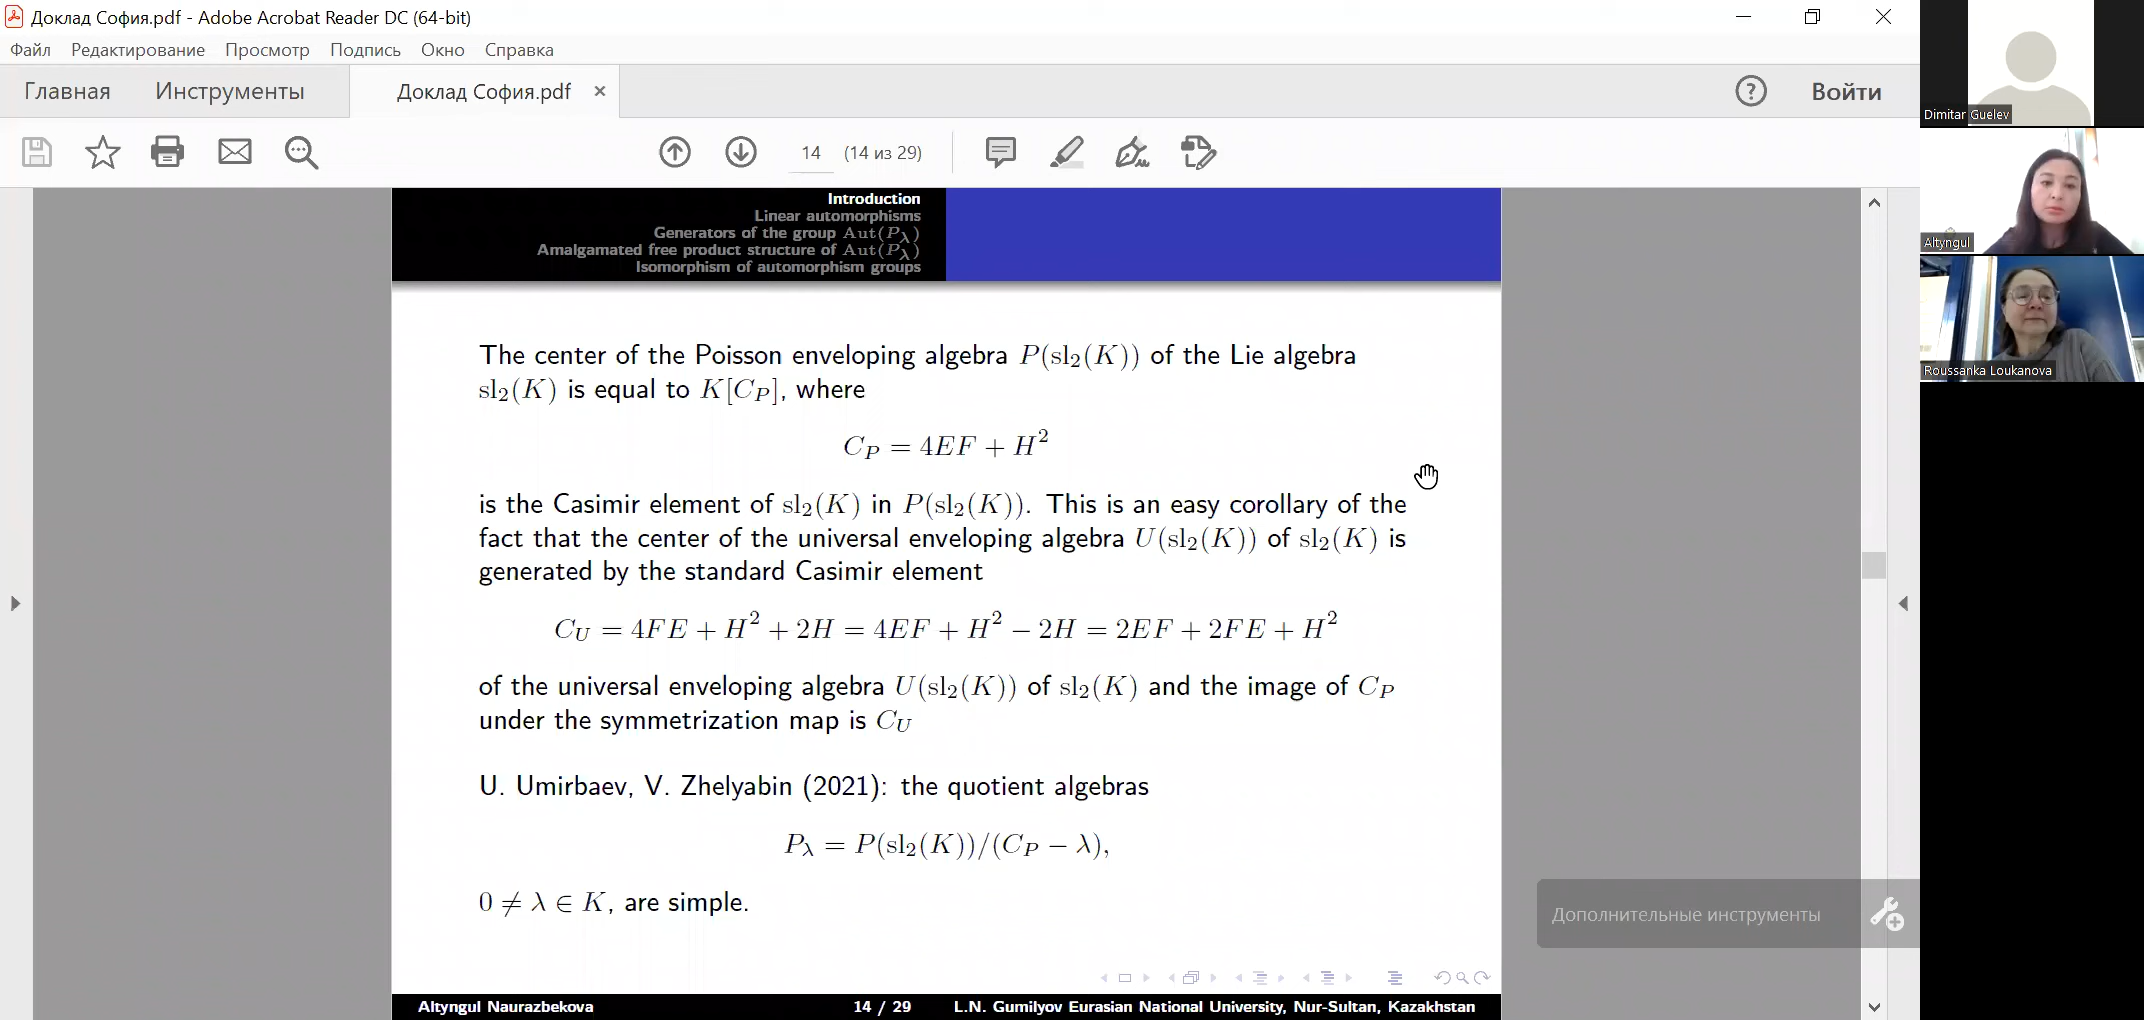 Доклад София.pdf - Adobe Acrobat Reader DC (64-bit)
Файл Редактирование Просмотр Подпись Окно Справка
Главная Инструменты Доклад София.pdf × ? Войти
14 (14 из 29)
Introduction
Linear automorphisms
Generators of the group Aut(P_λ)
Amalgamated free product structure of Aut(P_λ)
Isomorphism of automorphism groups
The center of the Poisson enveloping algebra P(sl₂(K)) of the Lie algebra
sl₂(K) is equal to K[C_P], where
C_P = 4EF + H²
is the Casimir element of sl₂(K) in P(sl₂(K)). This is an easy corollary of the
fact that the center of the universal enveloping algebra U(sl₂(K)) of sl₂(K) is
generated by the standard Casimir element
C_U = 4FE + H² + 2H = 4EF + H² − 2H = 2EF + 2FE + H²
of the universal enveloping algebra U(sl₂(K)) of sl₂(K) and the image of C_P
under the symmetrization map is C_U
U. Umirbaev, V. Zhelyabin (2021): the quotient algebras
P_λ = P(sl₂(K))/(C_P − λ),
0 ≠ λ ∈ K, are simple.
Дополнительные инструменты
Altyngul Naurazbekova 14 / 29 L.N. Gumilyov Eurasian National University, Nur-Sultan, Kazakhstan
Dimitar Guelev
Altyngul
Roussanka Loukanova